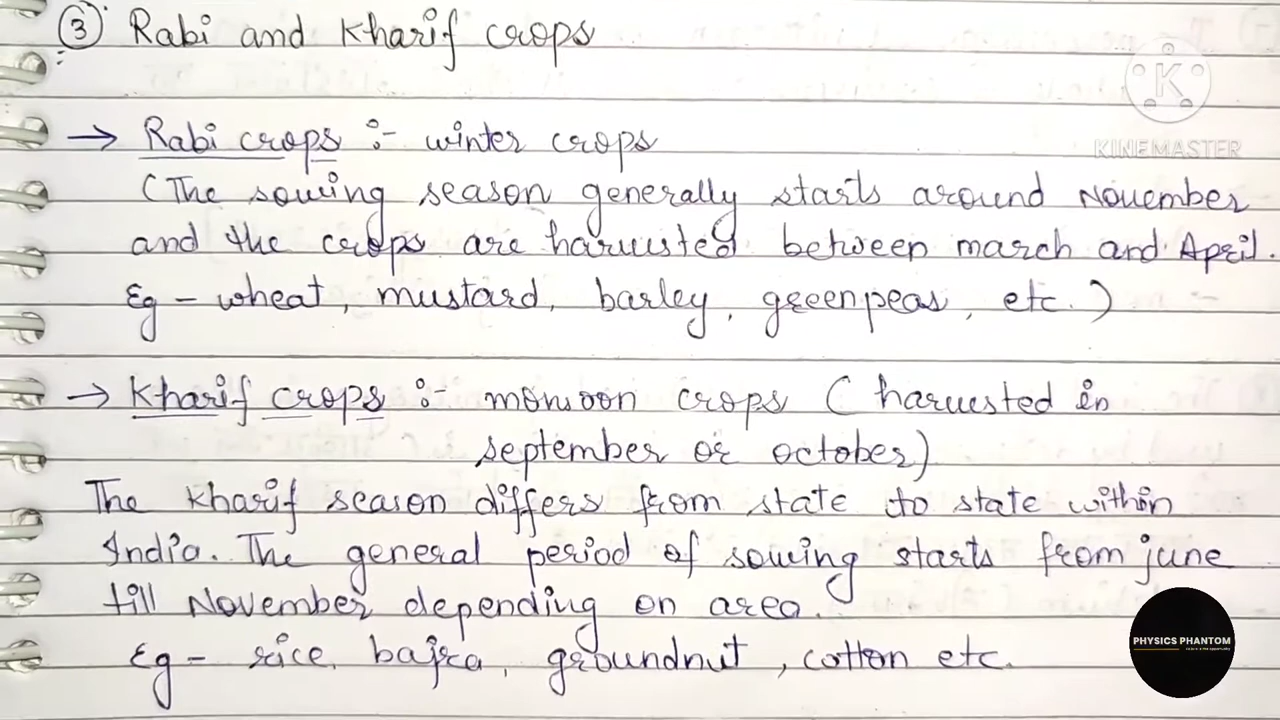 ③ Rabi and Kharif crops
KINEMASTER
→ Rabi crops :- winter crops
(The sowing season generally starts around November
and the crops are harvested between march and April.
Eg - wheat, mustard, barley, greenpeas, etc.)
→ Kharif crops :- monsoon crops ( harvested in
september or october)
The Kharif season differs from state to state within
India. The general period of sowing starts from june
till November depending on area.
Eg - rice, bajra, groundnut, cotton etc.
PHYSICS PHANTOM